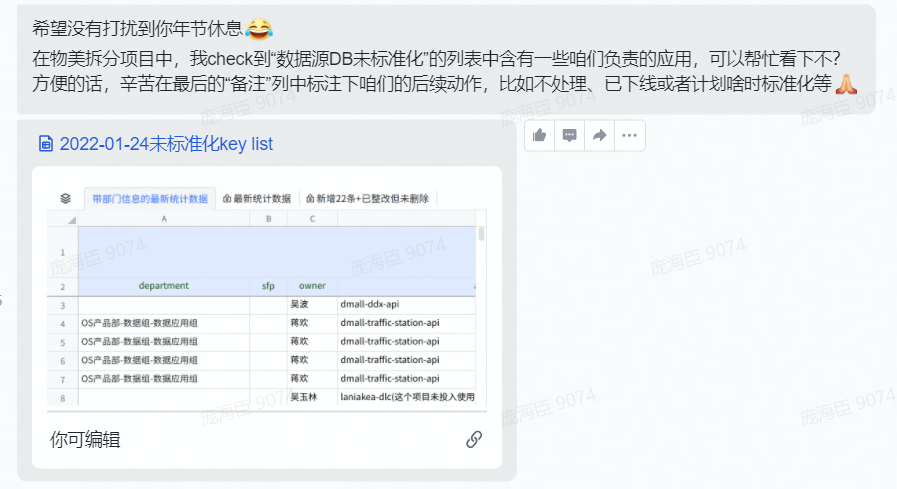 希望没有打扰到你年节休息😂
在物美拆分项目中，我check到“数据源DB未标准化”的列表中含有一些咱们负责的应用，可以帮忙看下不？
方便的话，辛苦在最后的“备注”列中标注下咱们的后续动作，比如不处理、已下线或者计划啥时标准化等🙏
2022-01-24未标准化key list
带部门信息的最新统计数据 最新统计数据 新增22条+已整改但未删除
A B C
1
2 department sfp owner
3 吴波 dmall-ddx-api
4 OS产品部-数据组-数据应用组 蒋欢 dmall-traffic-station-api
5 OS产品部-数据组-数据应用组 蒋欢 dmall-traffic-station-api
6 OS产品部-数据组-数据应用组 蒋欢 dmall-traffic-station-api
7 OS产品部-数据组-数据应用组 蒋欢 dmall-traffic-station-api
8 吴玉林 laniakea-dlc(这个项目未投入使用
你可编辑
庞海臣 9074
庞海臣 9074
庞海臣 9074
庞海臣 9074
庞海臣 9074
庞海臣 9074
庞海臣 9074
庞海臣 9074